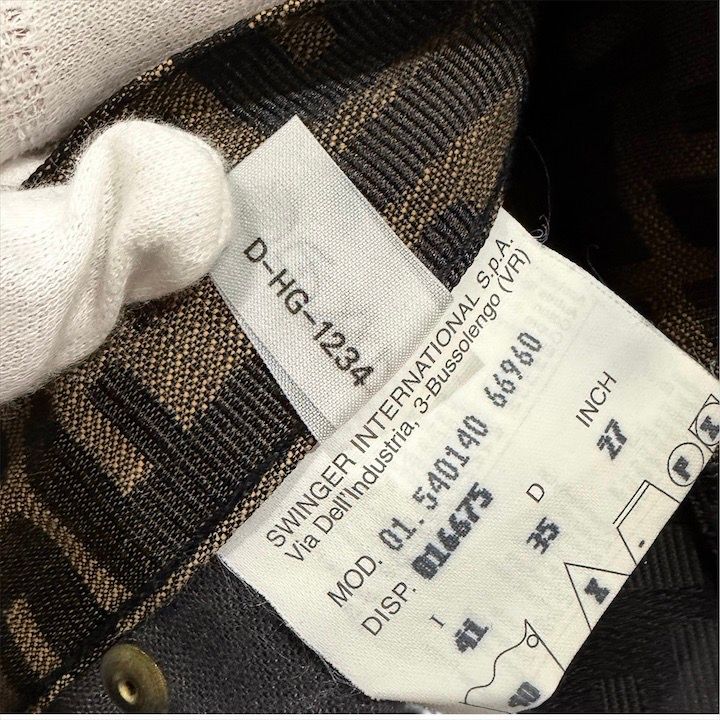 D-HG-1234
SWINGER INTERNATIONAL S.p.A.
Via Dell'Industria, 3-Bussolengo (VR)
MOD. 01.540140 66960
DISP. 016675
I D INCH
41 35 27
P